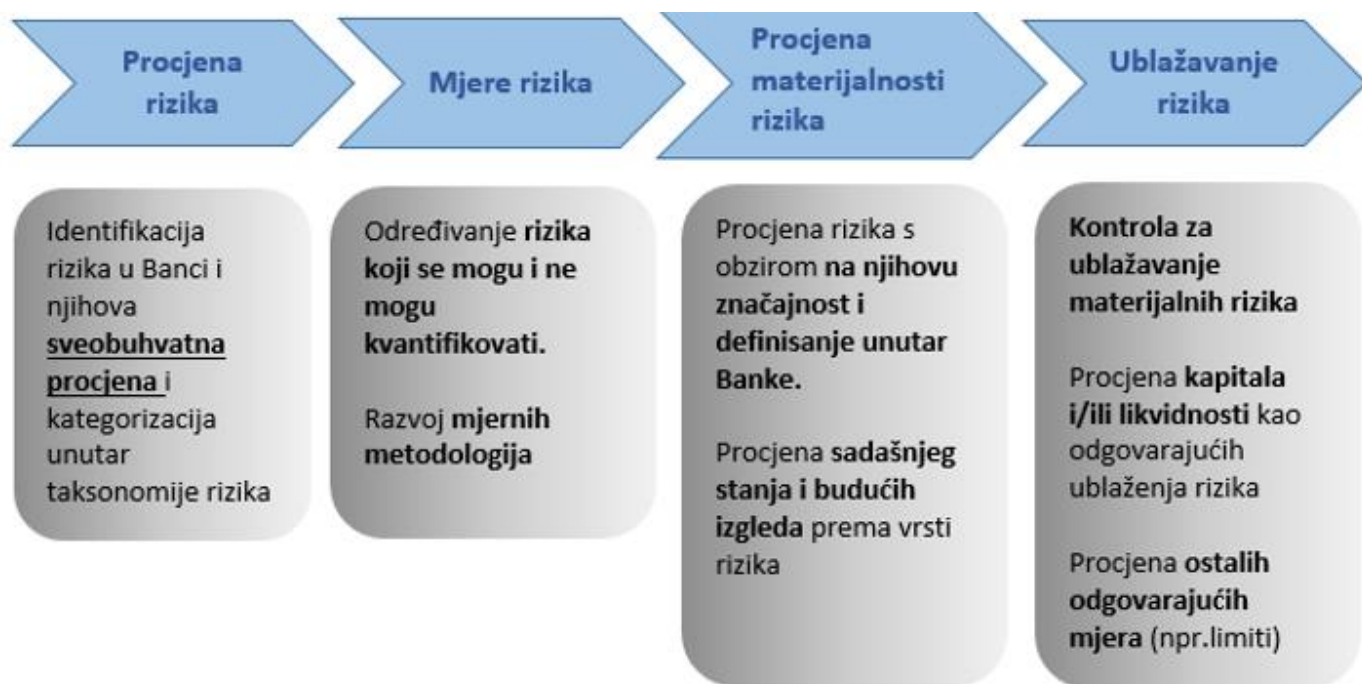 Procjena
rizika
Mjere rizika
Procjena
materijalnosti
rizika
Ublažavanje
rizika
Identifikacija
rizika u Banci i
njihova
sveobuhvatna
procjena i
kategorizacija
unutar
taksonomije rizika
Određivanje rizika
koji se mogu i ne
mogu
kvantifikovati.
Razvoj mjernih
metodologija
Procjena rizika s
obzirom na njihovu
značajnost i
definisanje unutar
Banke.
Procjena sadašnjeg
stanja i budućih
izgleda prema vrsti
rizika
Kontrola za
ublažavanje
materijalnih rizika
Procjena kapitala
i/ili likvidnosti kao
odgovarajućih
ublaženja rizika
Procjena ostalih
odgovarajućih
mjera (npr.limiti)